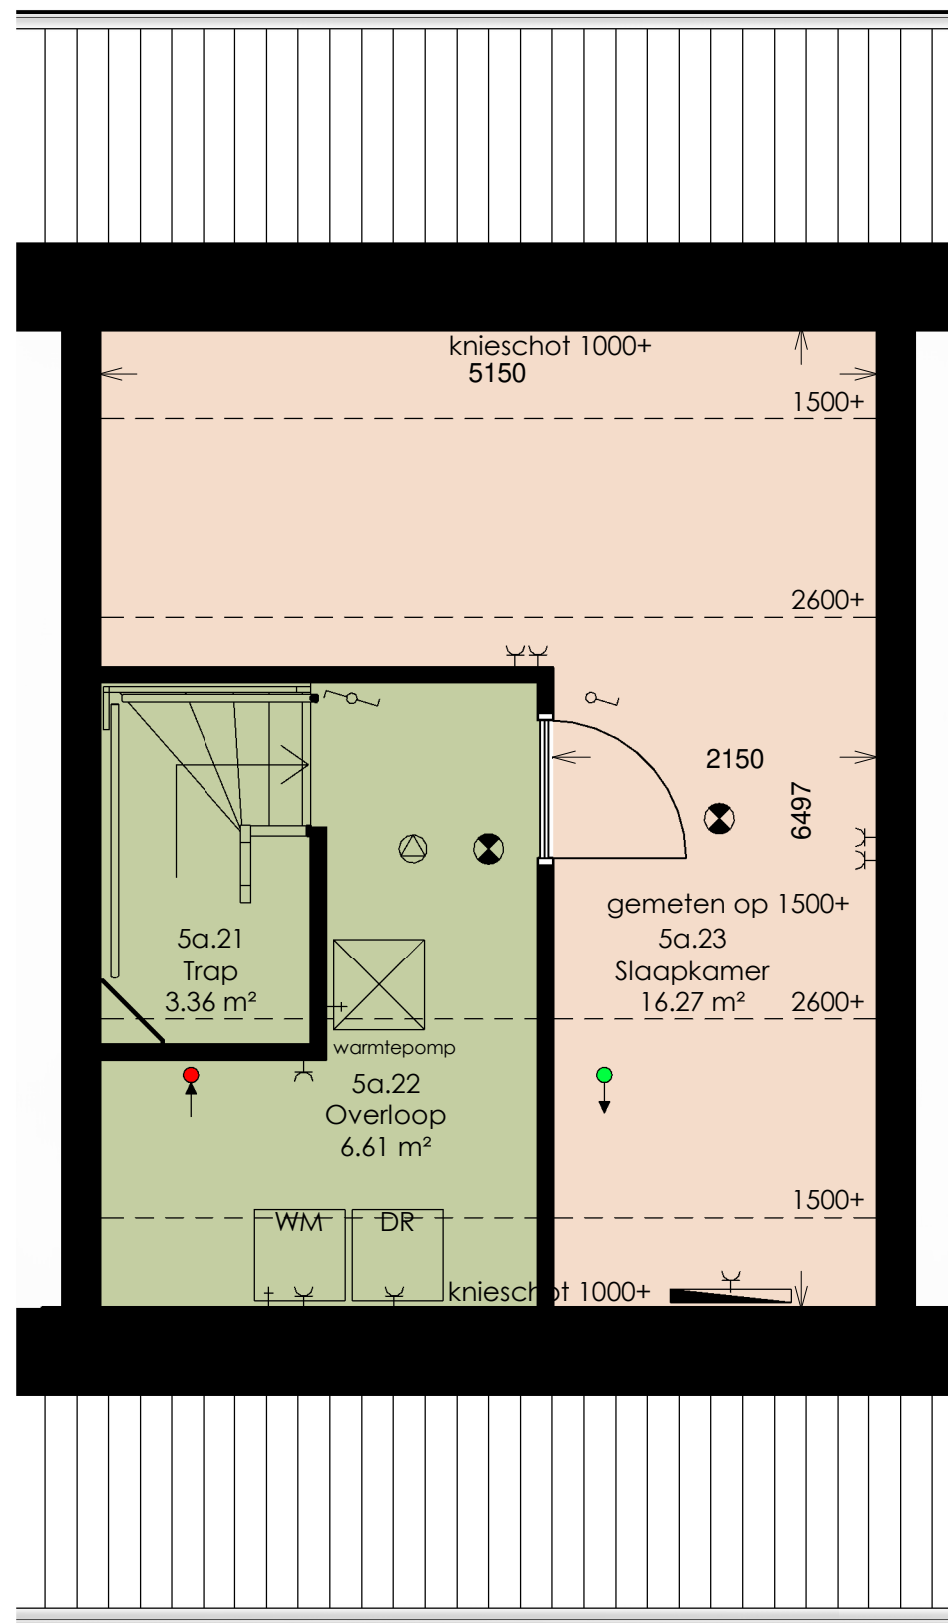 knieschot 1000+
5150
1500+
2600+
2150
6497
gemeten op 1500+
5a.23
Slaapkamer
16.27 m²
5a.21
Trap
3.36 m²
2600+
warmtepomp
5a.22
Overloop
6.61 m²
1500+
WM
DR
knieschot 1000+